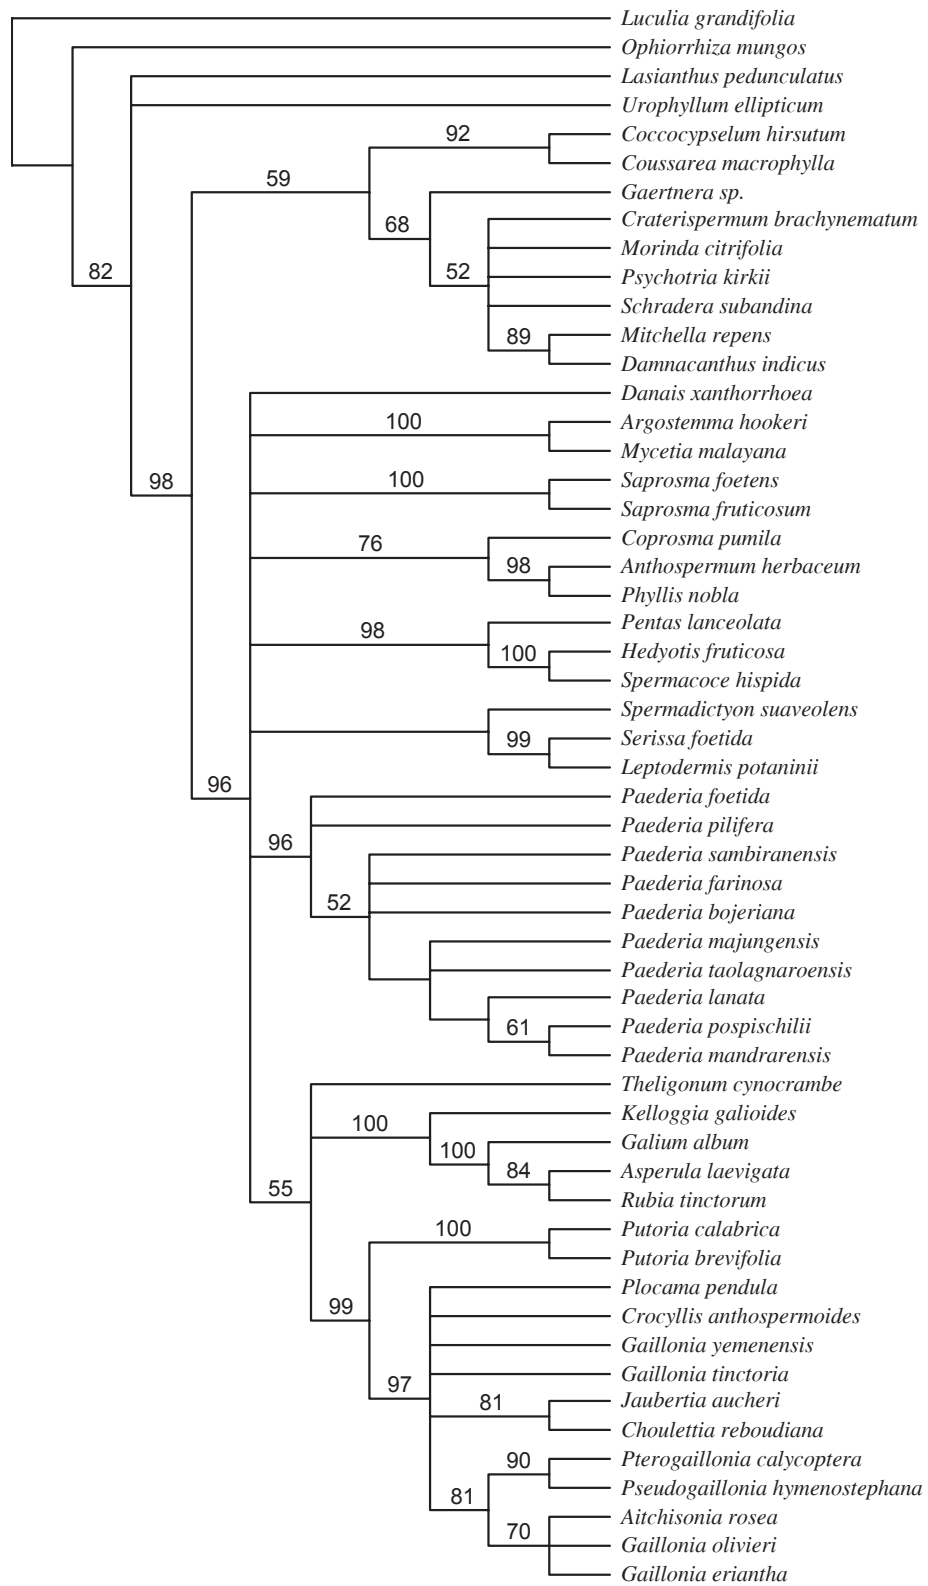 Luculia grandifolia
Ophiorrhiza mungos
Lasianthus pedunculatus
Urophyllum ellipticum
92
Coccocypselum hirsutum
Coussarea macrophylla
59
Gaertnera sp.
68
Craterispermum brachynematum
Morinda citrifolia
82
52
Psychotria kirkii
Schradera subandina
89
Mitchella repens
Damnacanthus indicus
Danais xanthorrhoea
100
Argostemma hookeri
Mycetia malayana
98
100
Saprosma foetens
Saprosma fruticosum
76
Coprosma pumila
98
Anthospermum herbaceum
Phyllis nobla
98
Pentas lanceolata
100
Hedyotis fruticosa
Spermacoce hispida
Spermadictyon suaveolens
99
Serissa foetida
Leptodermis potaninii
96
Paederia foetida
Paederia pilifera
96
Paederia sambiranensis
Paederia farinosa
52
Paederia bojeriana
Paederia majungensis
Paederia taolagnaroensis
Paederia lanata
61
Paederia pospischilii
Paederia mandrarensis
Theligonum cynocrambe
100
Kelloggia galioides
100
Galium album
84
Asperula laevigata
55
Rubia tinctorum
100
Putoria calabrica
Putoria brevifolia
Plocama pendula
99
Crocyllis anthospermoides
Gaillonia yemenensis
Gaillonia tinctoria
97
81
Jaubertia aucheri
Choulettia reboudiana
90
Pterogaillonia calycoptera
81
Pseudogaillonia hymenostephana
Aitchisonia rosea
70
Gaillonia olivieri
Gaillonia eriantha